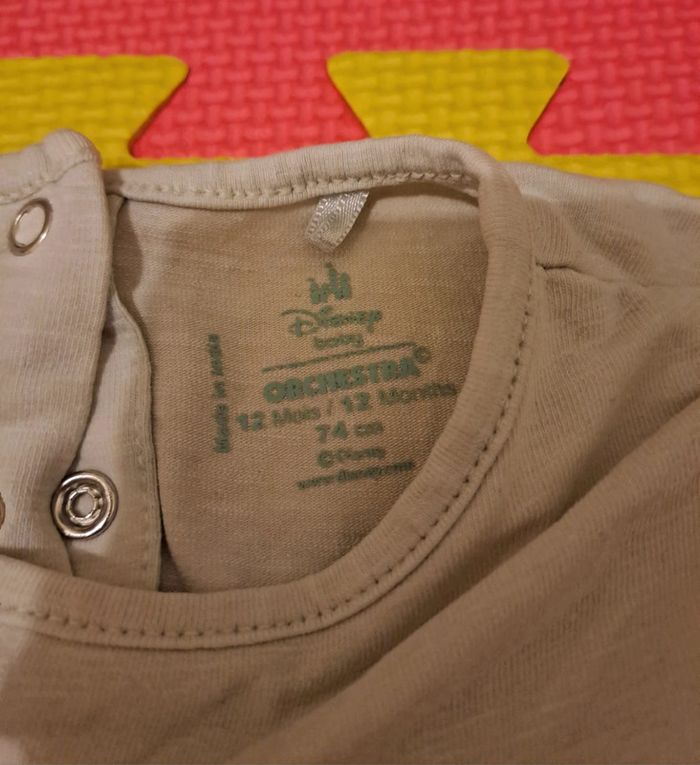 Disney
baby
ORCHESTRA©
12 Mois / 12 Months
74 cm
© Disney
www.disney.com
Made in India